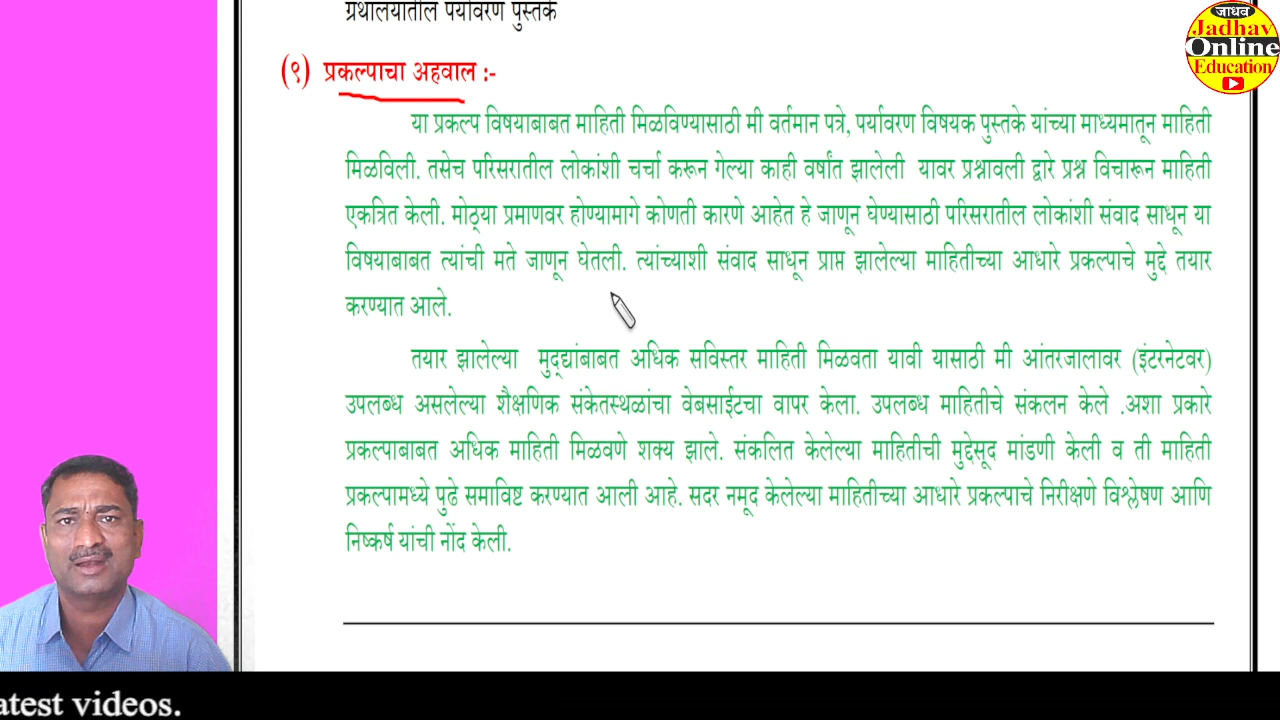 ग्रंथालयातील पर्यावरण पुस्तके
जाधव
Jadhav
Online
Education
(९) प्रकल्पाचा अहवाल :-
या प्रकल्प विषयाबाबत माहिती मिळविण्यासाठी मी वर्तमान पत्रे, पर्यावरण विषयक पुस्तके यांच्या माध्यमातून माहिती
मिळविली. तसेच परिसरातील लोकांशी चर्चा करून गेल्या काही वर्षांत झालेली यावर प्रश्नावली द्वारे प्रश्न विचारून माहिती
एकत्रित केली. मोठ्या प्रमाणवर होण्यामागे कोणती कारणे आहेत हे जाणून घेण्यासाठी परिसरातील लोकांशी संवाद साधून या
विषयाबाबत त्यांची मते जाणून घेतली. त्यांच्याशी संवाद साधून प्राप्त झालेल्या माहितीच्या आधारे प्रकल्पाचे मुद्दे तयार
करण्यात आले.
तयार झालेल्या मुद्द्यांबाबत अधिक सविस्तर माहिती मिळवता यावी यासाठी मी आंतरजालावर (इंटरनेटवर)
उपलब्ध असलेल्या शैक्षणिक संकेतस्थळांचा वेबसाईटचा वापर केला. उपलब्ध माहितीचे संकलन केले .अशा प्रकारे
प्रकल्पाबाबत अधिक माहिती मिळवणे शक्य झाले. संकलित केलेल्या माहितीची मुद्देसूद मांडणी केली व ती माहिती
प्रकल्पामध्ये पुढे समाविष्ट करण्यात आली आहे. सदर नमूद केलेल्या माहितीच्या आधारे प्रकल्पाचे निरीक्षणे विश्लेषण आणि
निष्कर्ष यांची नोंद केली.
atest videos.